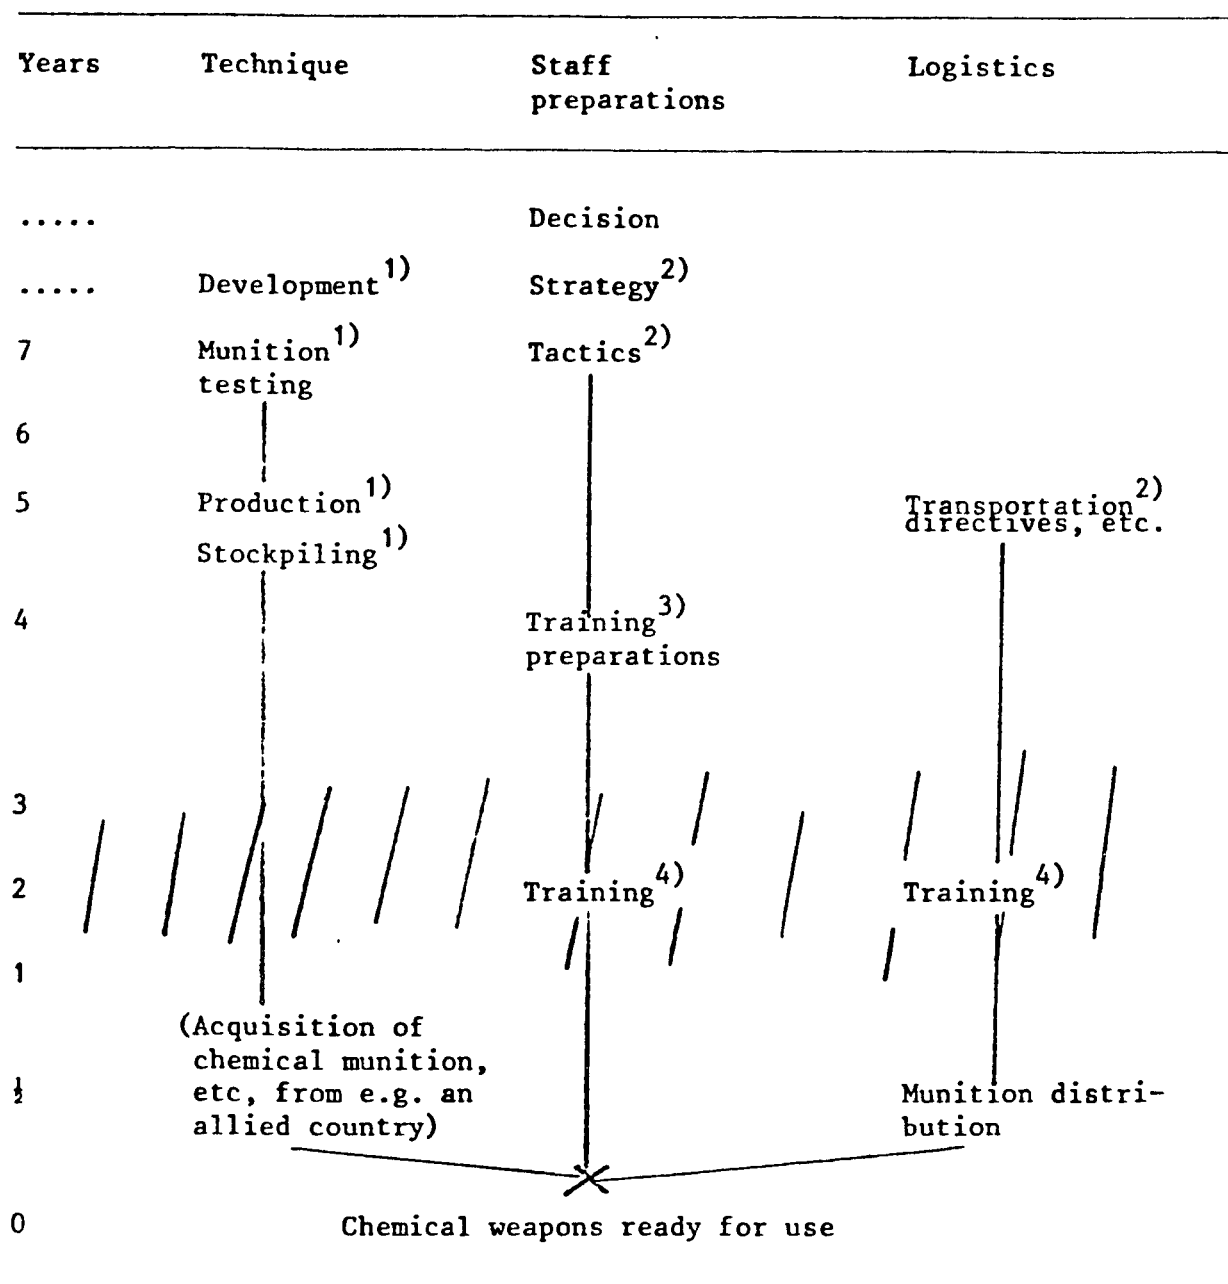 Years Technique Staff Logistics
preparations
..... Decision
..... Development1) Strategy2)
7 Munition1) Tactics2)
testing
6
5 Production1) Transportation2)
directives, etc.
Stockpiling1)
4 Training3)
preparations
3
2 Training4) Training4)
1
(Acquisition of
chemical munition,
½ etc, from e.g. an Munition distri-
allied country) bution
0 Chemical weapons ready for use